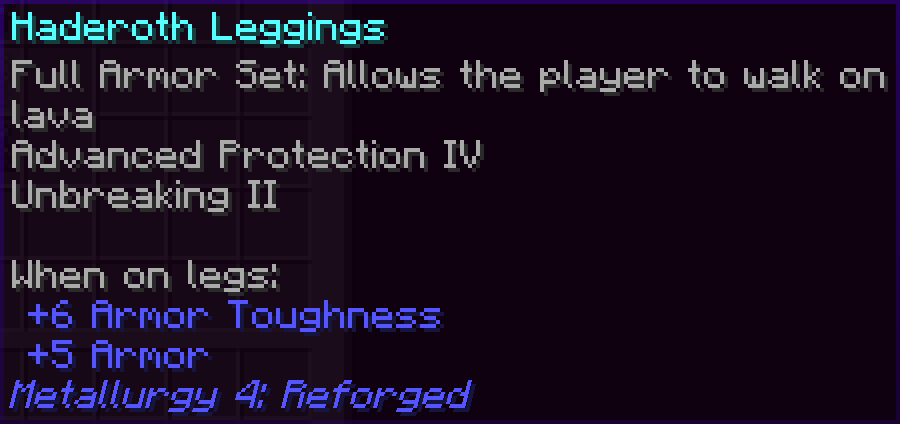 Haderoth Leggings
Full Armor Set: Allows the player to walk on
lava
Advanced Protection IV
Unbreaking II
When on legs:
+6 Armor Toughness
+5 Armor
Metallurgy 4: Reforged